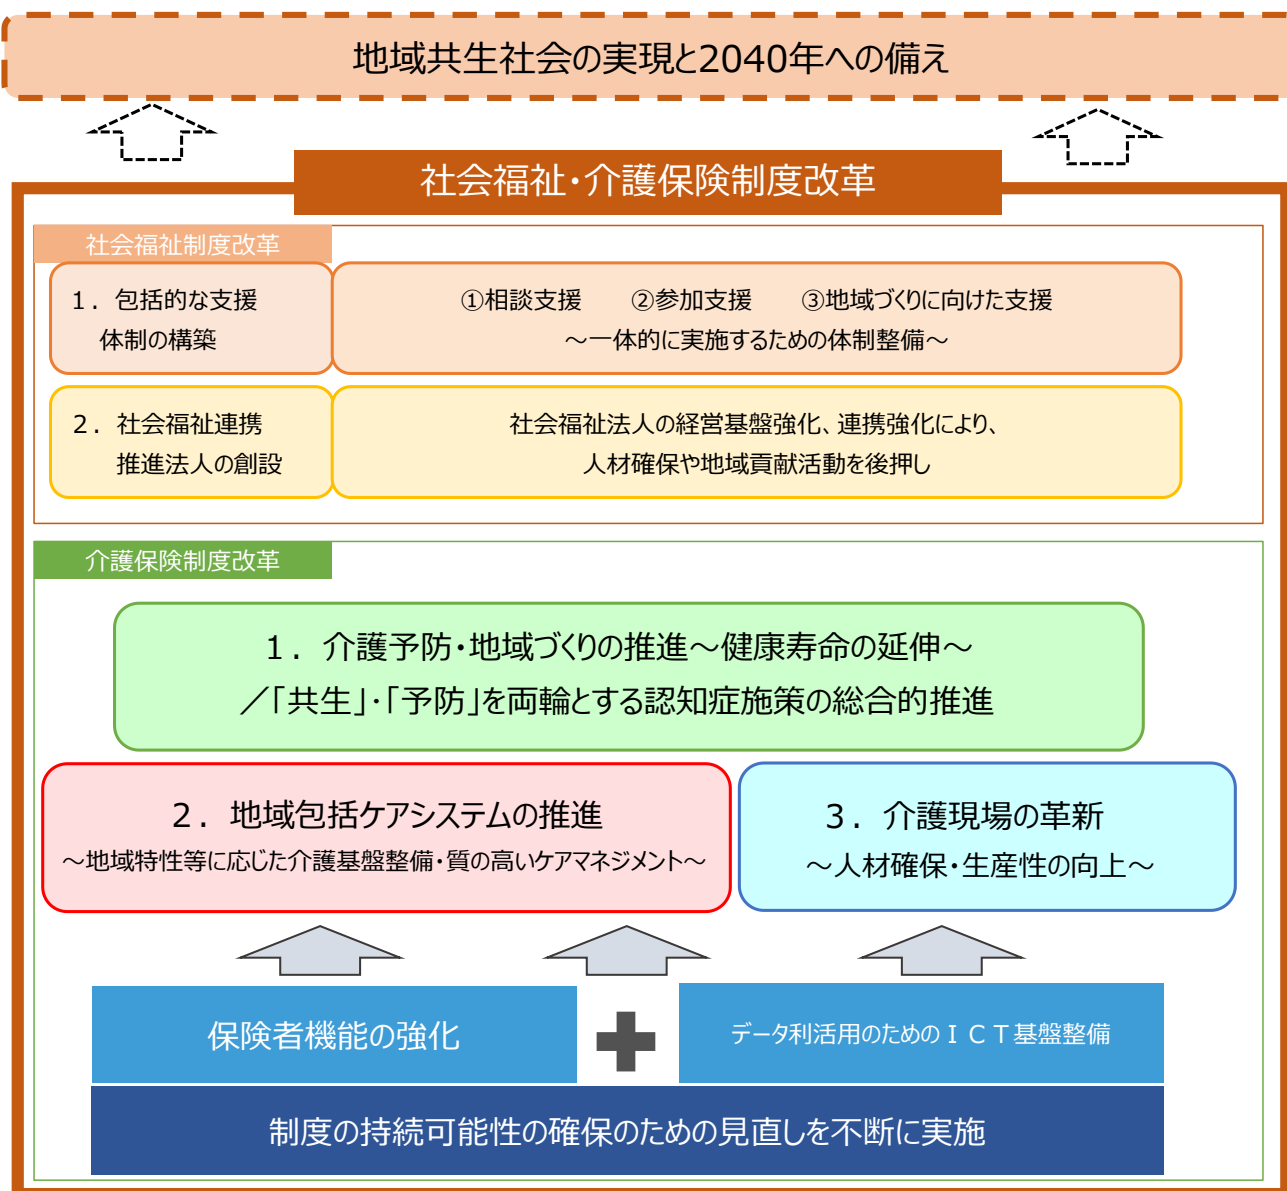 地域共生社会の実現と2040年への備え
社会福祉・介護保険制度改革
社会福祉制度改革
１．包括的な支援
体制の構築
①相談支援　②参加支援　③地域づくりに向けた支援
～一体的に実施するための体制整備～
２．社会福祉連携
推進法人の創設
社会福祉法人の経営基盤強化、連携強化により、
人材確保や地域貢献活動を後押し
介護保険制度改革
１．介護予防・地域づくりの推進～健康寿命の延伸～
／「共生」・「予防」を両輪とする認知症施策の総合的推進
２．地域包括ケアシステムの推進
～地域特性等に応じた介護基盤整備・質の高いケアマネジメント～
３．介護現場の革新
～人材確保・生産性の向上～
保険者機能の強化
データ利活用のためのＩＣＴ基盤整備
制度の持続可能性の確保のための見直しを不断に実施